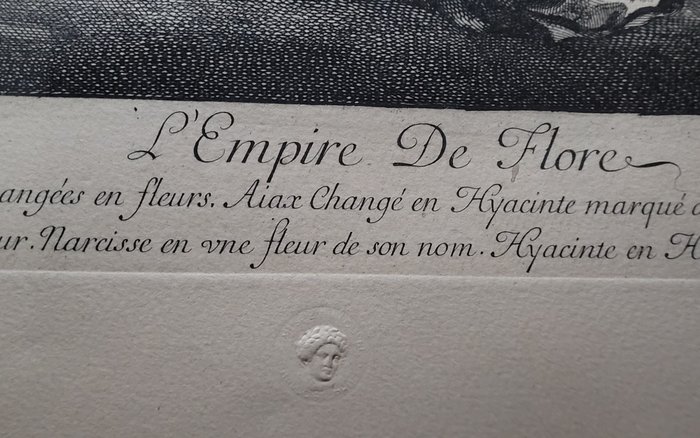 L'Empire De Flore
angées en fleurs. Aiax Changé en Hyacinte marqué
ur. Narcisse en vne fleur de son nom. Hyacinte en H